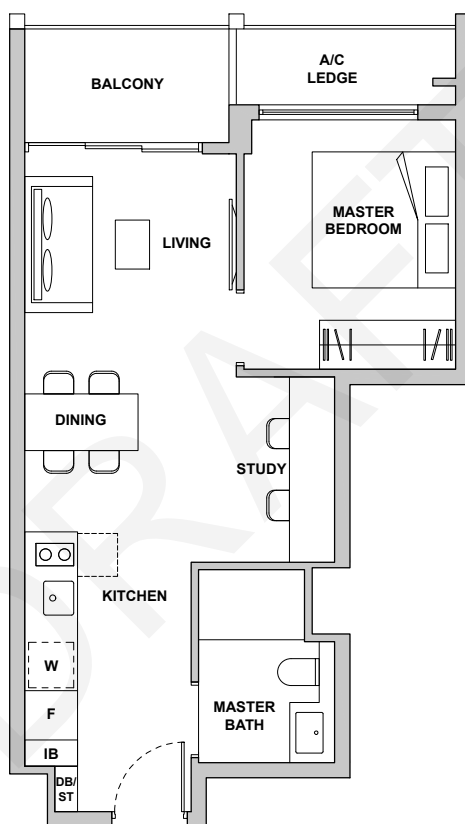 BALCONY
A/C
LEDGE
LIVING
MASTER
BEDROOM
DINING
STUDY
KITCHEN
W
F
MASTER
BATH
IB
DB/
ST
DRAFT